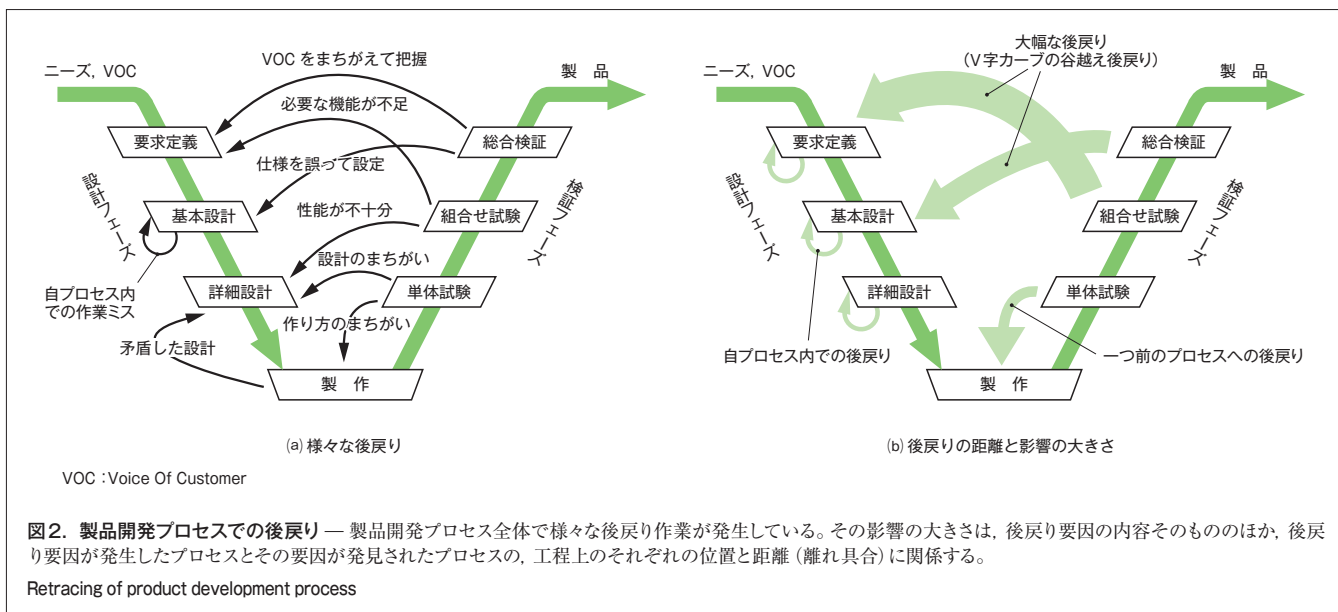 VOC をまちがえて把握
ニーズ, VOC
製 品
必要な機能が不足
要求定義
総合検証
仕様を誤って設定
設計フェーズ
検証フェーズ
基本設計
性能が不十分
組合せ試験
設計のまちがい
自プロセス内
での作業ミス
詳細設計
単体試験
作り方のまちがい
矛盾した設計
製 作
(a) 様々な後戻り
大幅な後戻り
(V字カーブの谷越え後戻り)
製 品
要求定義
総合検証
設計フェーズ
検証フェーズ
基本設計
組合せ試験
詳細設計
単体試験
自プロセス内での後戻り
一つ前のプロセスへの後戻り
製 作
(b) 後戻りの距離と影響の大きさ
VOC :Voice Of Customer
図2. 製品開発プロセスでの後戻り — 製品開発プロセス全体で様々な後戻り作業が発生している。その影響の大きさは, 後戻り要因の内容そのもののほか, 後戻
り要因が発生したプロセスとその要因が発見されたプロセスの, 工程上のそれぞれの位置と距離 (離れ具合) に関係する。
Retracing of product development process